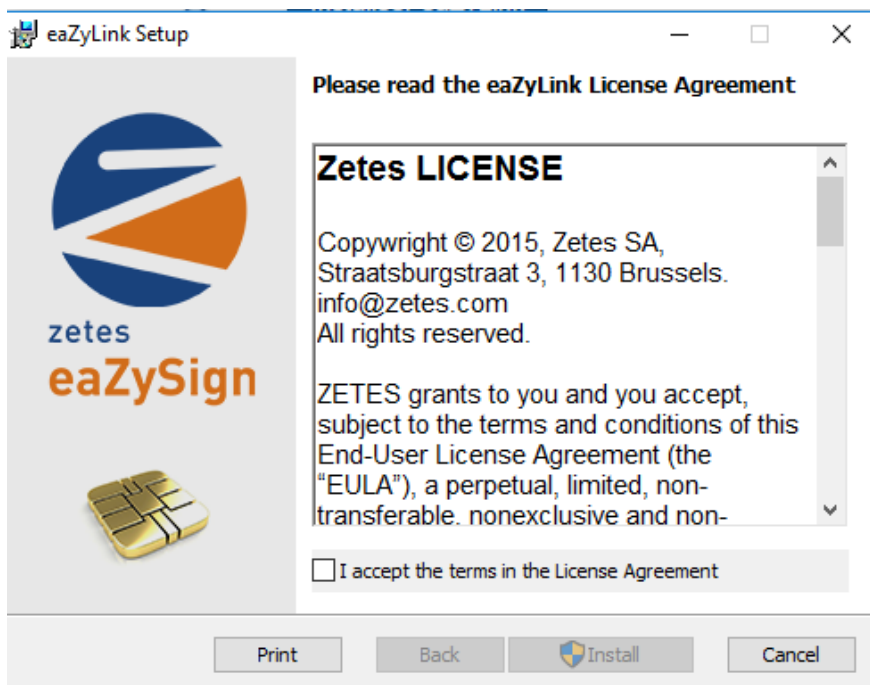 eaZyLink Setup
Please read the eaZyLink License Agreement
Zetes LICENSE
Copywright © 2015, Zetes SA,
Straatsburgstraat 3, 1130 Brussels.
info@zetes.com
All rights reserved.
ZETES grants to you and you accept,
subject to the terms and conditions of this
End-User License Agreement (the
“EULA”), a perpetual, limited, non-
transferable, nonexclusive and non-
zetes
eaZySign
I accept the terms in the License Agreement
Print
Back
Install
Cancel